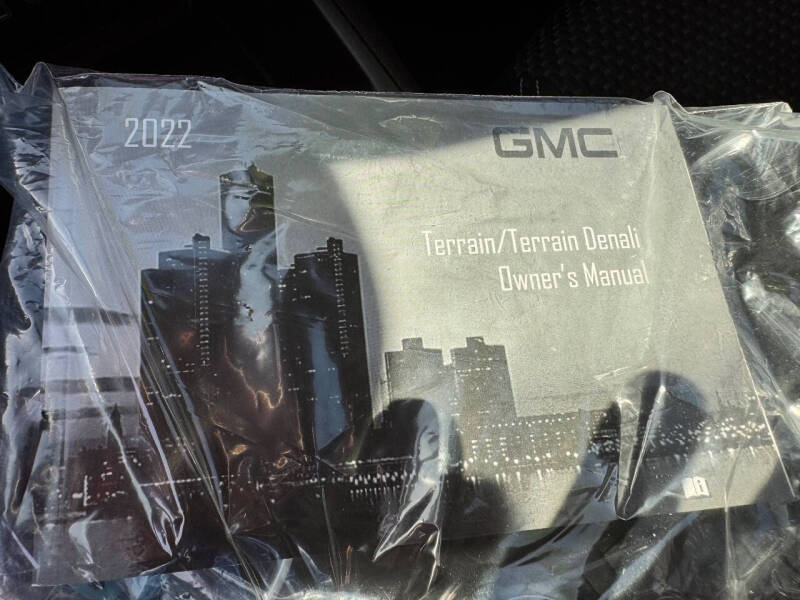 2022
GMC
Terrain/Terrain Denali
Owner's Manual